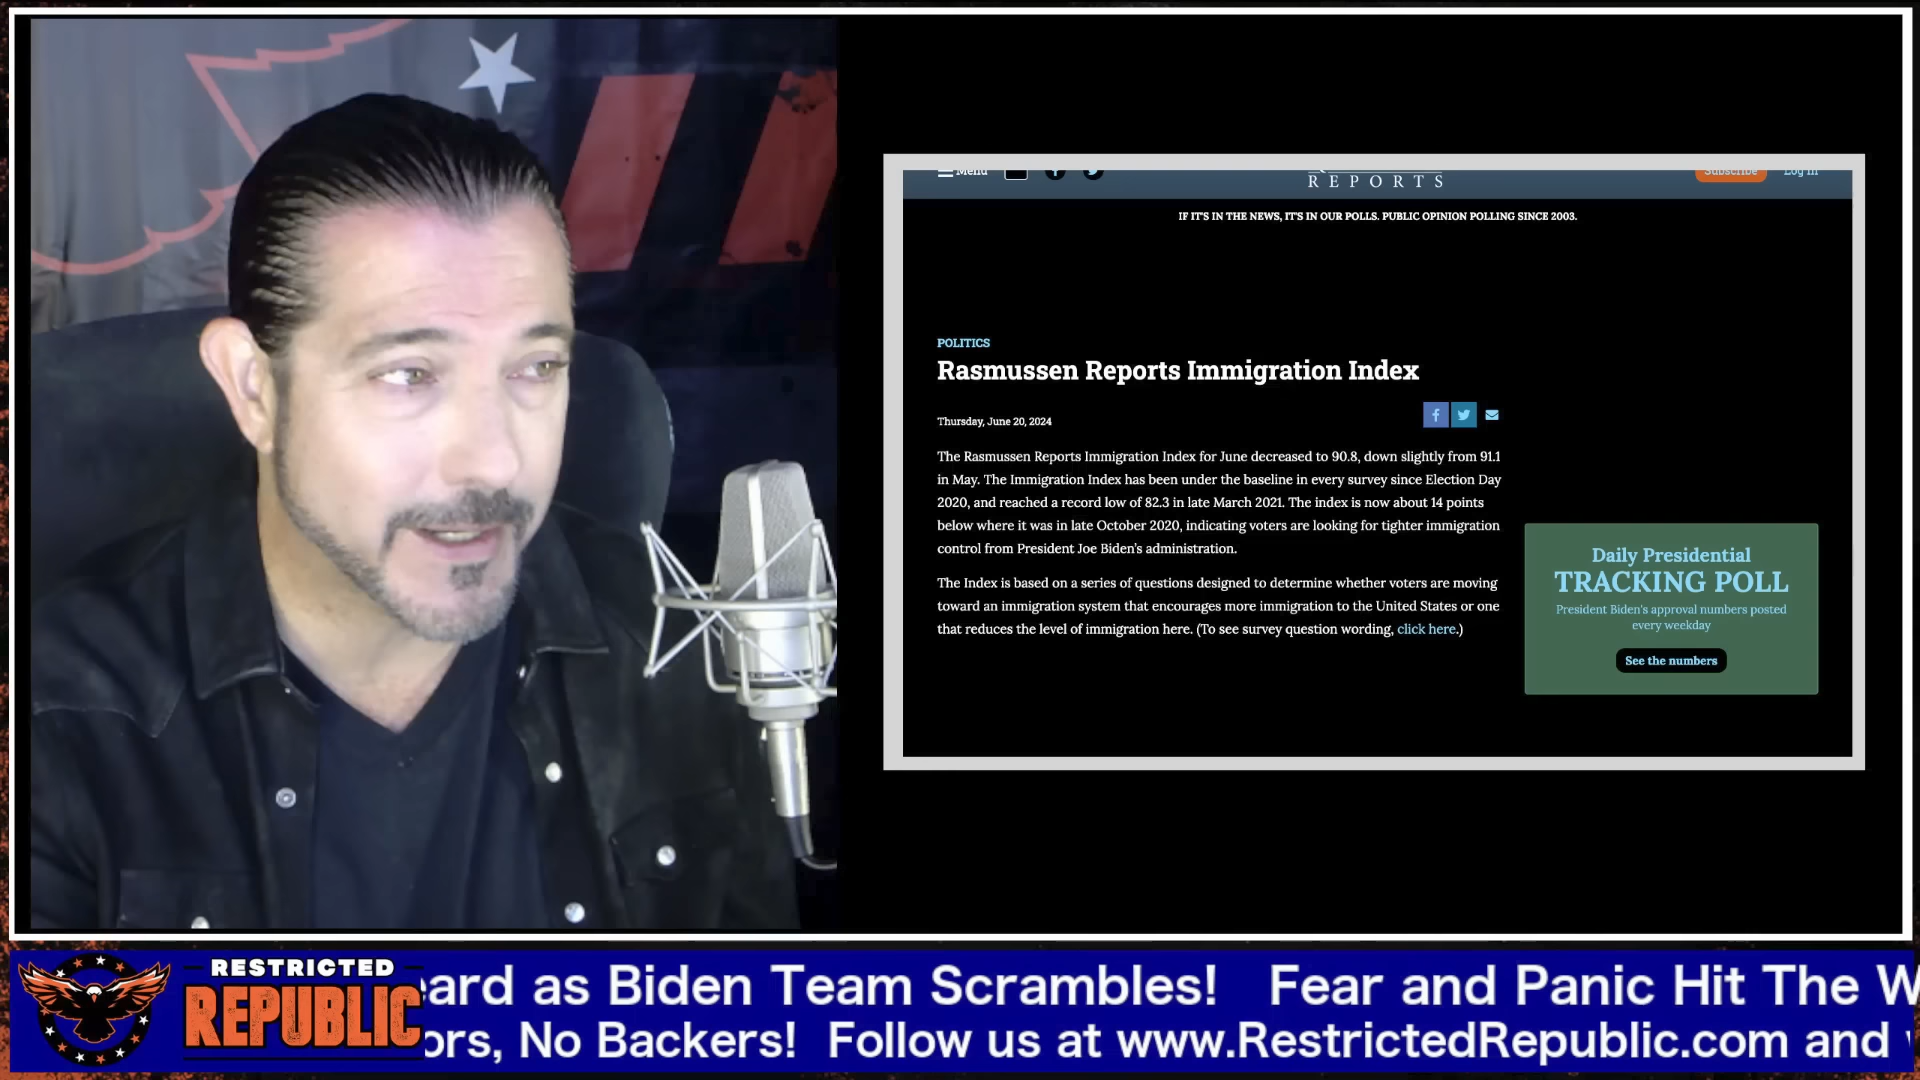 Menu
REPORTS
Subscribe
Log In
IF IT'S IN THE NEWS, IT'S IN OUR POLLS. PUBLIC OPINION POLLING SINCE 2003.
POLITICS
Rasmussen Reports Immigration Index
Thursday, June 20, 2024
The Rasmussen Reports Immigration Index for June decreased to 90.8, down slightly from 91.1
in May. The Immigration Index has been under the baseline in every survey since Election Day
2020, and reached a record low of 82.3 in late March 2021. The index is now about 14 points
below where it was in late October 2020, indicating voters are looking for tighter immigration
control from President Joe Biden's administration.
The Index is based on a series of questions designed to determine whether voters are moving
toward an immigration system that encourages more immigration to the United States or one
that reduces the level of immigration here. (To see survey question wording, click here.)
Daily Presidential
TRACKING POLL
President Biden's approval numbers posted
every weekday
See the numbers
RESTRICTED
REPUBLIC
ard as Biden Team Scrambles! Fear and Panic Hit The W
ors, No Backers! Follow us at www.RestrictedRepublic.com and